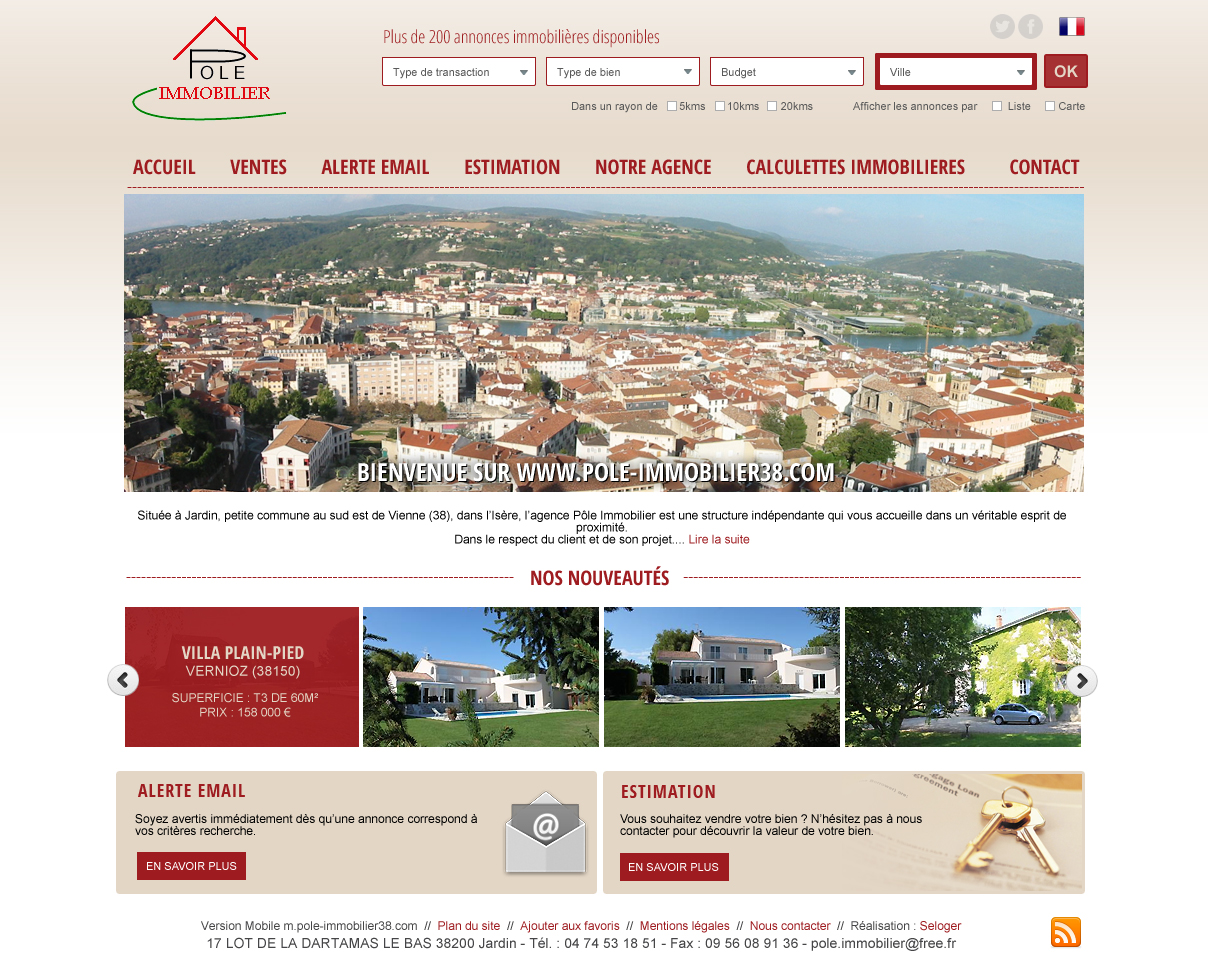 POLE
IMMOBILIER
Plus de 200 annonces immobilières disponibles
Type de transaction
Type de bien
Budget
Ville
OK
Dans un rayon de 5kms 10kms 20kms
Afficher les annonces par Liste Carte
ACCUEIL VENTES ALERTE EMAIL ESTIMATION NOTRE AGENCE CALCULETTES IMMOBILIERES CONTACT
BIENVENUE SUR WWW.POLE-IMMOBILIER38.COM
Située à Jardin, petite commune au sud est de Vienne (38), dans l'Isère, l'agence Pôle Immobilier est une structure indépendante qui vous accueille dans un véritable esprit de
proximité.
Dans le respect du client et de son projet.... Lire la suite
NOS NOUVEAUTÉS
VILLA PLAIN-PIED
VERNIOZ (38150)
SUPERFICIE : T3 DE 60M²
PRIX : 158 000 €
ALERTE EMAIL
Soyez avertis immédiatement dès qu'une annonce correspond à
vos critères recherche.
EN SAVOIR PLUS
@
ESTIMATION
Vous souhaitez vendre votre bien ? N'hésitez pas à nous
contacter pour découvrir la valeur de votre bien.
EN SAVOIR PLUS
gage Loan
greement
Version Mobile m.pole-immobilier38.com // Plan du site // Ajouter aux favoris // Mentions légales // Nous contacter // Réalisation : Seloger
17 LOT DE LA DARTAMAS LE BAS 38200 Jardin - Tél. : 04 74 53 18 51 - Fax : 09 56 08 91 36 - pole.immobilier@free.fr